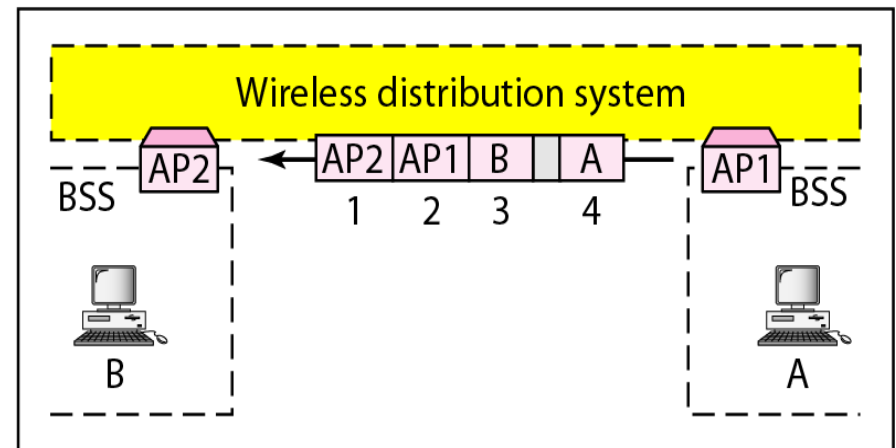 Wireless distribution system
AP2 AP2 AP1 B A AP1
BSS 1 2 3 4 BSS
B A